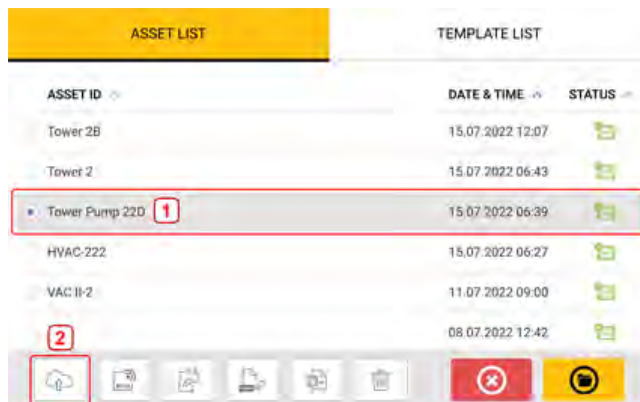 ASSET LIST TEMPLATE LIST
ASSET ID DATE & TIME STATUS
Tower 2B 15.07.2022 12:07
Tower 2 15.07.2022 06:43
Tower Pump 22D 1 15.07.2022 06:39
HVAC-222 15.07.2022 06:27
VAC II-2 11.07.2022 09:00
2 08.07.2022 12:42